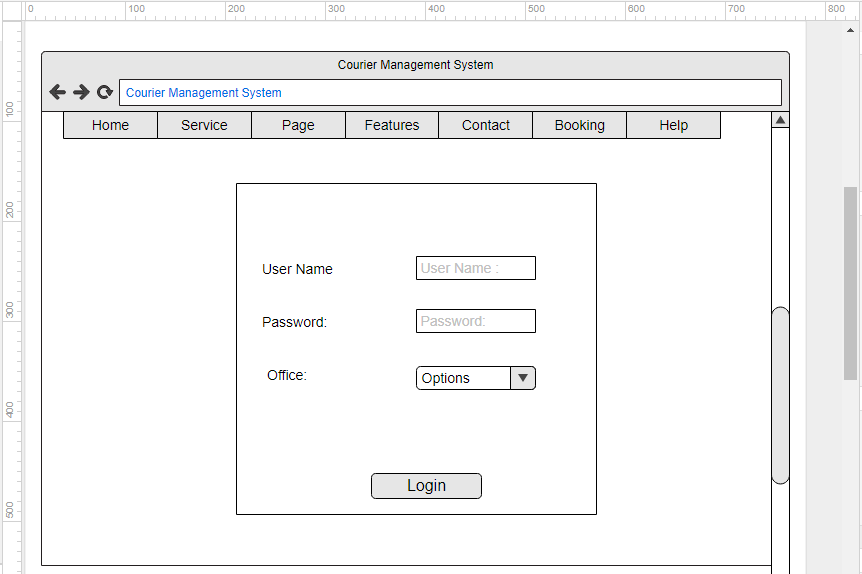 0 100 200 300 400 500 600 700 800
Courier Management System
Courier Management System
Home Service Page Features Contact Booking Help
100
200
User Name User Name :
300
Password: Password:
Office: Options
400
Login
500